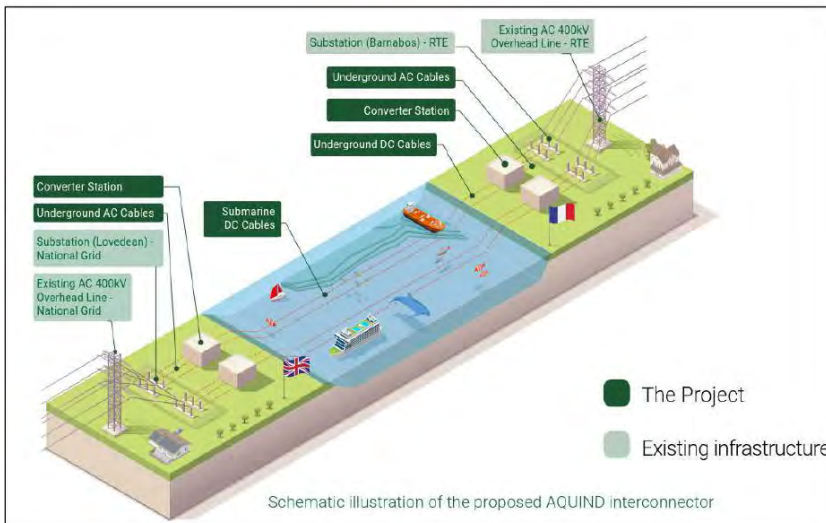 Substation (Barnabos) - RTE
Existing AC 400kV
Overhead Line - RTE
Underground AC Cables
Converter Station
Underground DC Cables
Converter Station
Underground AC Cables
Substation (Lovedean) -
National Grid
Existing AC 400kV
Overhead Line -
National Grid
Submarine
DC Cables
The Project
Existing infrastructure
Schematic illustration of the proposed AQUIND interconnector